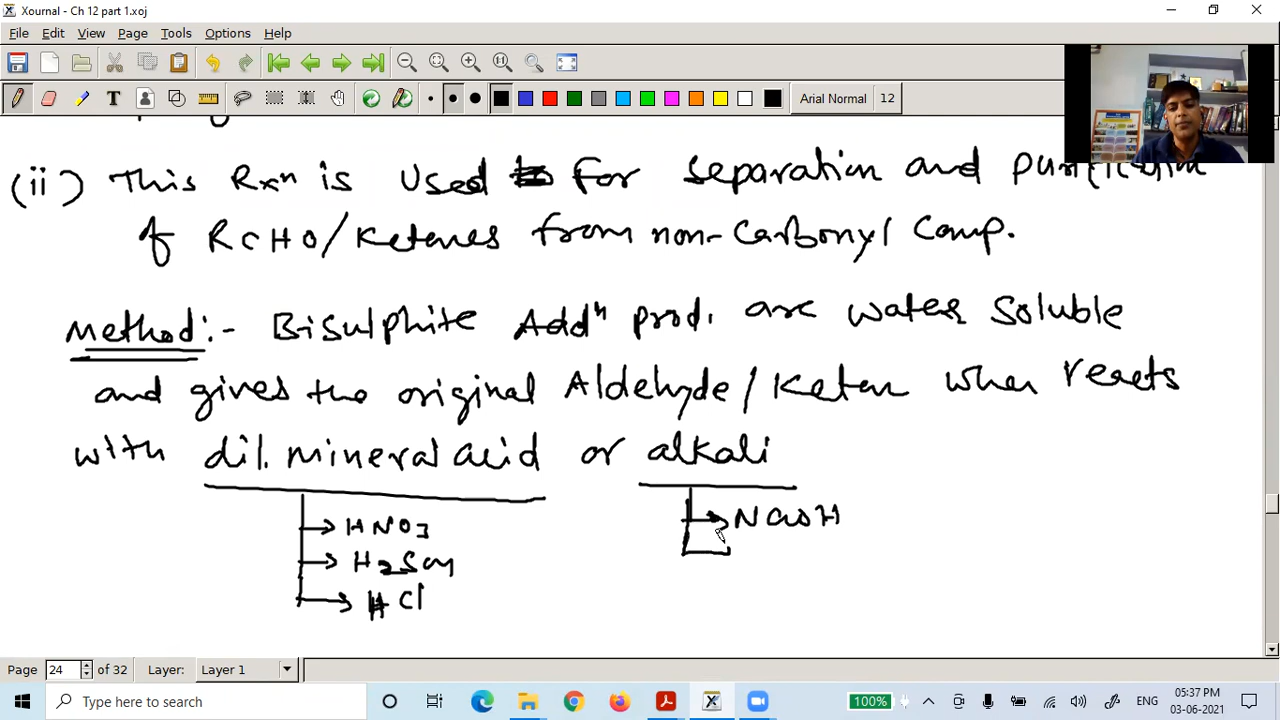 Xournal - Ch 12 part 1.xoj
File Edit View Page Tools Options Help
Arial Normal 12
(ii) This Rxⁿ is used for separation and purification
of RCHO/Ketones from non-Carbonyl Comp.
Method:- Bisulphite Addⁿ prod. are water soluble
and gives the original Aldehyde/Keton when reacts
with dil. mineral acid or alkali
HNO3 NaOH
H2SO4
HCl
Page 24 of 32 Layer: Layer 1
Type here to search 100% ENG 05:37 PM
03-06-2021